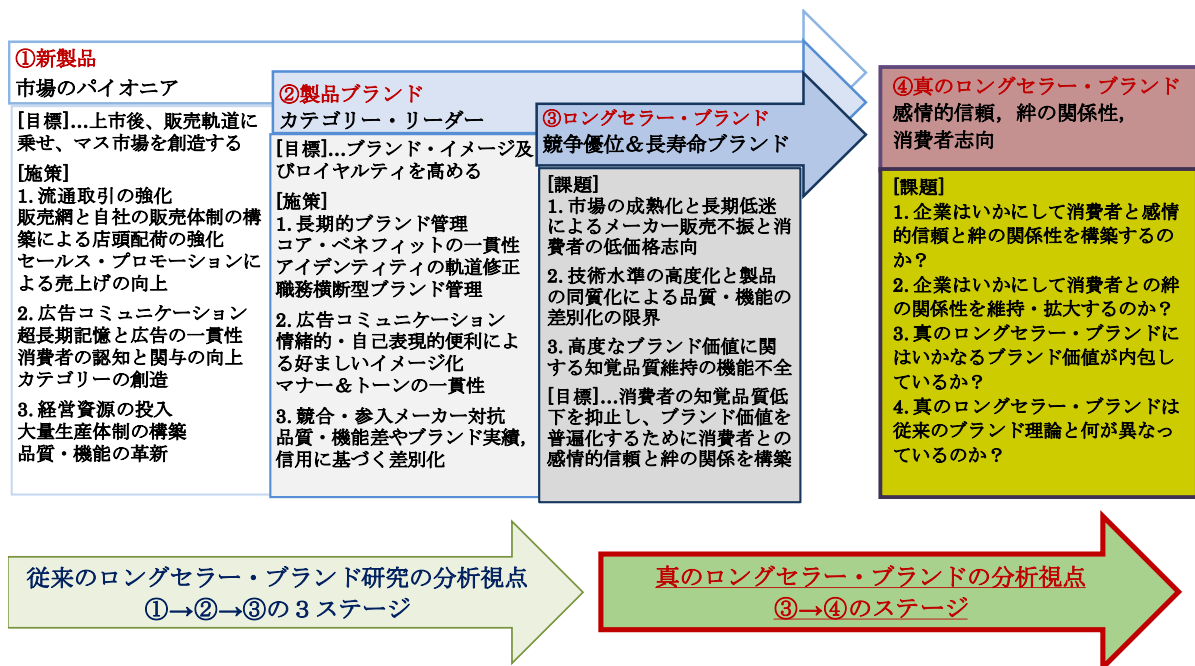 ①新製品
市場のパイオニア
[目標]…上市後、販売軌道に
乗せ、マス市場を創造する
[施策]
1. 流通取引の強化
販売網と自社の販売体制の構
築による店頭配荷の強化
セールス・プロモーションに
よる売上げの向上
2. 広告コミュニケーション
超長期記憶と広告の一貫性
消費者の認知と関与の向上
カテゴリーの創造
3. 経営資源の投入
大量生産体制の構築
品質・機能の革新
②製品ブランド
カテゴリー・リーダー
[目標]…ブランド・イメージ及
びロイヤルティを高める
[施策]
1. 長期的ブランド管理
コア・ベネフィットの一貫性
アイデンティティの軌道修正
職務横断型ブランド管理
2. 広告コミュニケーション
情緒的・自己表現的便利によ
る好ましいイメージ化
マナー＆トーンの一貫性
3. 競合・参入メーカー対抗
品質・機能差やブランド実績，
信用に基づく差別化
③ロングセラー・ブランド
競争優位＆長寿命ブランド
[課題]
1. 市場の成熟化と長期低迷
によるメーカー販売不振と消
費者の低価格志向
2. 技術水準の高度化と製品
の同質化による品質・機能の
差別化の限界
3. 高度なブランド価値に関
する知覚品質維持の機能不全
[目標]…消費者の知覚品質低
下を抑止し、ブランド価値を
普遍化するために消費者との
感情的信頼と絆の関係を構築
④真のロングセラー・ブランド
感情的信頼，絆の関係性，
消費者志向
[課題]
1. 企業はいかにして消費者と感情
的信頼と絆の関係性を構築するの
か？
2. 企業はいかにして消費者との絆
の関係性を維持・拡大するのか？
3. 真のロングセラー・ブランドに
はいかなるブランド価値が内包し
ているか？
4. 真のロングセラー・ブランドは
従来のブランド理論と何が異なっ
ているのか？
従来のロングセラー・ブランド研究の分析視点
①→②→③の３ステージ
真のロングセラー・ブランドの分析視点
③→④のステージ